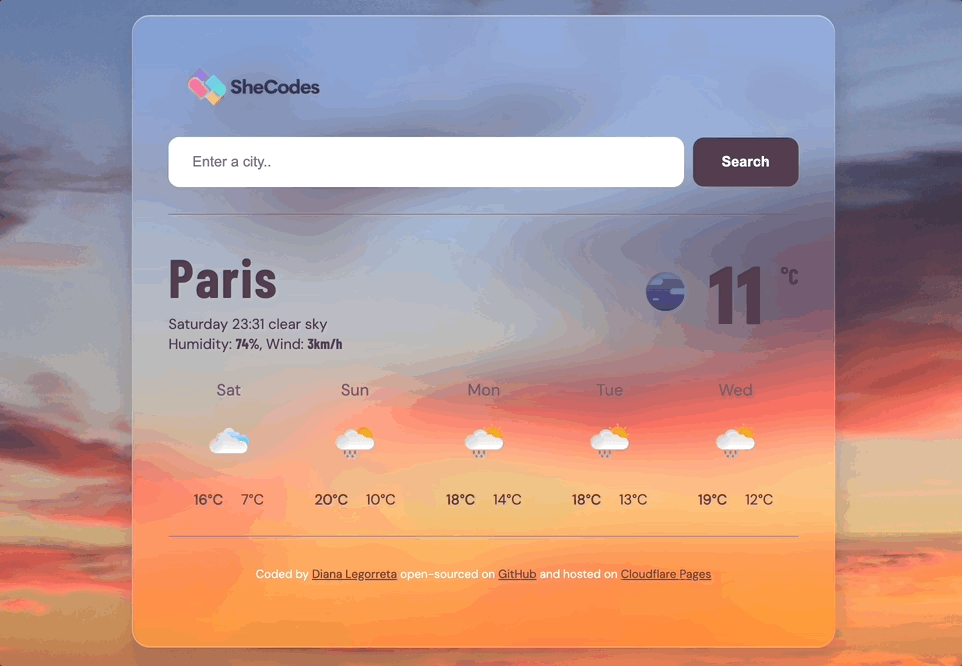 SheCodes
Enter a city..
Search
Paris
11 °C
Saturday 23:31 clear sky
Humidity: 74%, Wind: 3km/h
Sat Sun Mon Tue Wed
16°C 7°C 20°C 10°C 18°C 14°C 18°C 13°C 19°C 12°C
Coded by Diana Legorreta open-sourced on GitHub and hosted on Cloudflare Pages